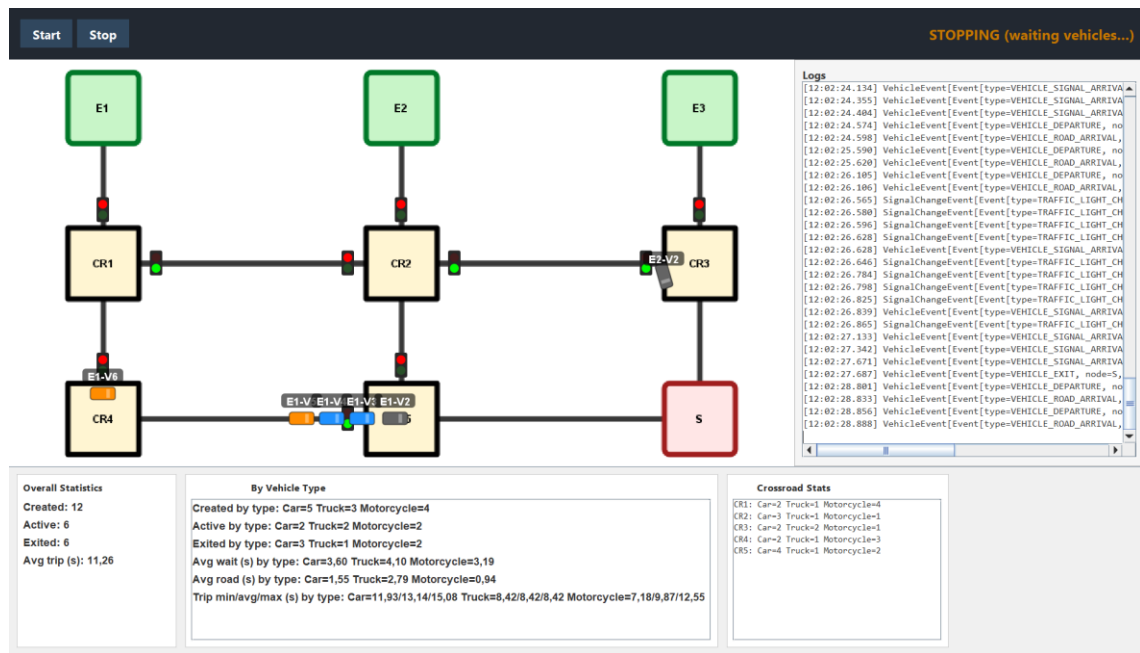 Start Stop STOPPING (waiting vehicles...)
E1 E2 E3
CR1 CR2 CR3
E2-V2
E1-V6
E1-V E1-V E1-V E1-V2
CR4 S
Logs
[12:02:24.134] VehicleEvent[Event[type=VEHICLE_SIGNAL_ARRIVA
[12:02:24.355] VehicleEvent[Event[type=VEHICLE_SIGNAL_ARRIVA
[12:02:24.404] VehicleEvent[Event[type=VEHICLE_SIGNAL_ARRIVA
[12:02:24.574] VehicleEvent[Event[type=VEHICLE_DEPARTURE, no
[12:02:24.598] VehicleEvent[Event[type=VEHICLE_ROAD_ARRIVAL,
[12:02:25.590] VehicleEvent[Event[type=VEHICLE_DEPARTURE, no
[12:02:25.620] VehicleEvent[Event[type=VEHICLE_ROAD_ARRIVAL,
[12:02:26.105] VehicleEvent[Event[type=VEHICLE_DEPARTURE, no
[12:02:26.106] VehicleEvent[Event[type=VEHICLE_ROAD_ARRIVAL,
[12:02:26.565] SignalChangeEvent[Event[type=TRAFFIC_LIGHT_CH
[12:02:26.580] SignalChangeEvent[Event[type=TRAFFIC_LIGHT_CH
[12:02:26.596] SignalChangeEvent[Event[type=TRAFFIC_LIGHT_CH
[12:02:26.628] SignalChangeEvent[Event[type=TRAFFIC_LIGHT_CH
[12:02:26.628] VehicleEvent[Event[type=VEHICLE_SIGNAL_ARRIVA
[12:02:26.646] SignalChangeEvent[Event[type=TRAFFIC_LIGHT_CH
[12:02:26.784] SignalChangeEvent[Event[type=TRAFFIC_LIGHT_CH
[12:02:26.798] SignalChangeEvent[Event[type=TRAFFIC_LIGHT_CH
[12:02:26.825] SignalChangeEvent[Event[type=TRAFFIC_LIGHT_CH
[12:02:26.839] VehicleEvent[Event[type=VEHICLE_SIGNAL_ARRIVA
[12:02:26.865] SignalChangeEvent[Event[type=TRAFFIC_LIGHT_CH
[12:02:27.133] VehicleEvent[Event[type=VEHICLE_SIGNAL_ARRIVA
[12:02:27.342] VehicleEvent[Event[type=VEHICLE_SIGNAL_ARRIVA
[12:02:27.671] VehicleEvent[Event[type=VEHICLE_SIGNAL_ARRIVA
[12:02:27.687] VehicleEvent[Event[type=VEHICLE_EXIT, node=S,
[12:02:28.801] VehicleEvent[Event[type=VEHICLE_DEPARTURE, no
[12:02:28.833] VehicleEvent[Event[type=VEHICLE_ROAD_ARRIVAL,
[12:02:28.856] VehicleEvent[Event[type=VEHICLE_DEPARTURE, no
[12:02:28.888] VehicleEvent[Event[type=VEHICLE_ROAD_ARRIVAL,
Overall Statistics
Created: 12
Active: 6
Exited: 6
Avg trip (s): 11,26
By Vehicle Type
Created by type: Car=5 Truck=3 Motorcycle=4
Active by type: Car=2 Truck=2 Motorcycle=2
Exited by type: Car=3 Truck=1 Motorcycle=2
Avg wait (s) by type: Car=3,60 Truck=4,10 Motorcycle=3,19
Avg road (s) by type: Car=1,55 Truck=2,79 Motorcycle=0,94
Trip min/avg/max (s) by type: Car=11,93/13,14/15,08 Truck=8,42/8,42/8,42 Motorcycle=7,18/9,87/12,55
Crossroad Stats
CR1: Car=2 Truck=1 Motorcycle=4
CR2: Car=3 Truck=1 Motorcycle=1
CR3: Car=2 Truck=2 Motorcycle=1
CR4: Car=2 Truck=1 Motorcycle=3
CR5: Car=4 Truck=1 Motorcycle=2